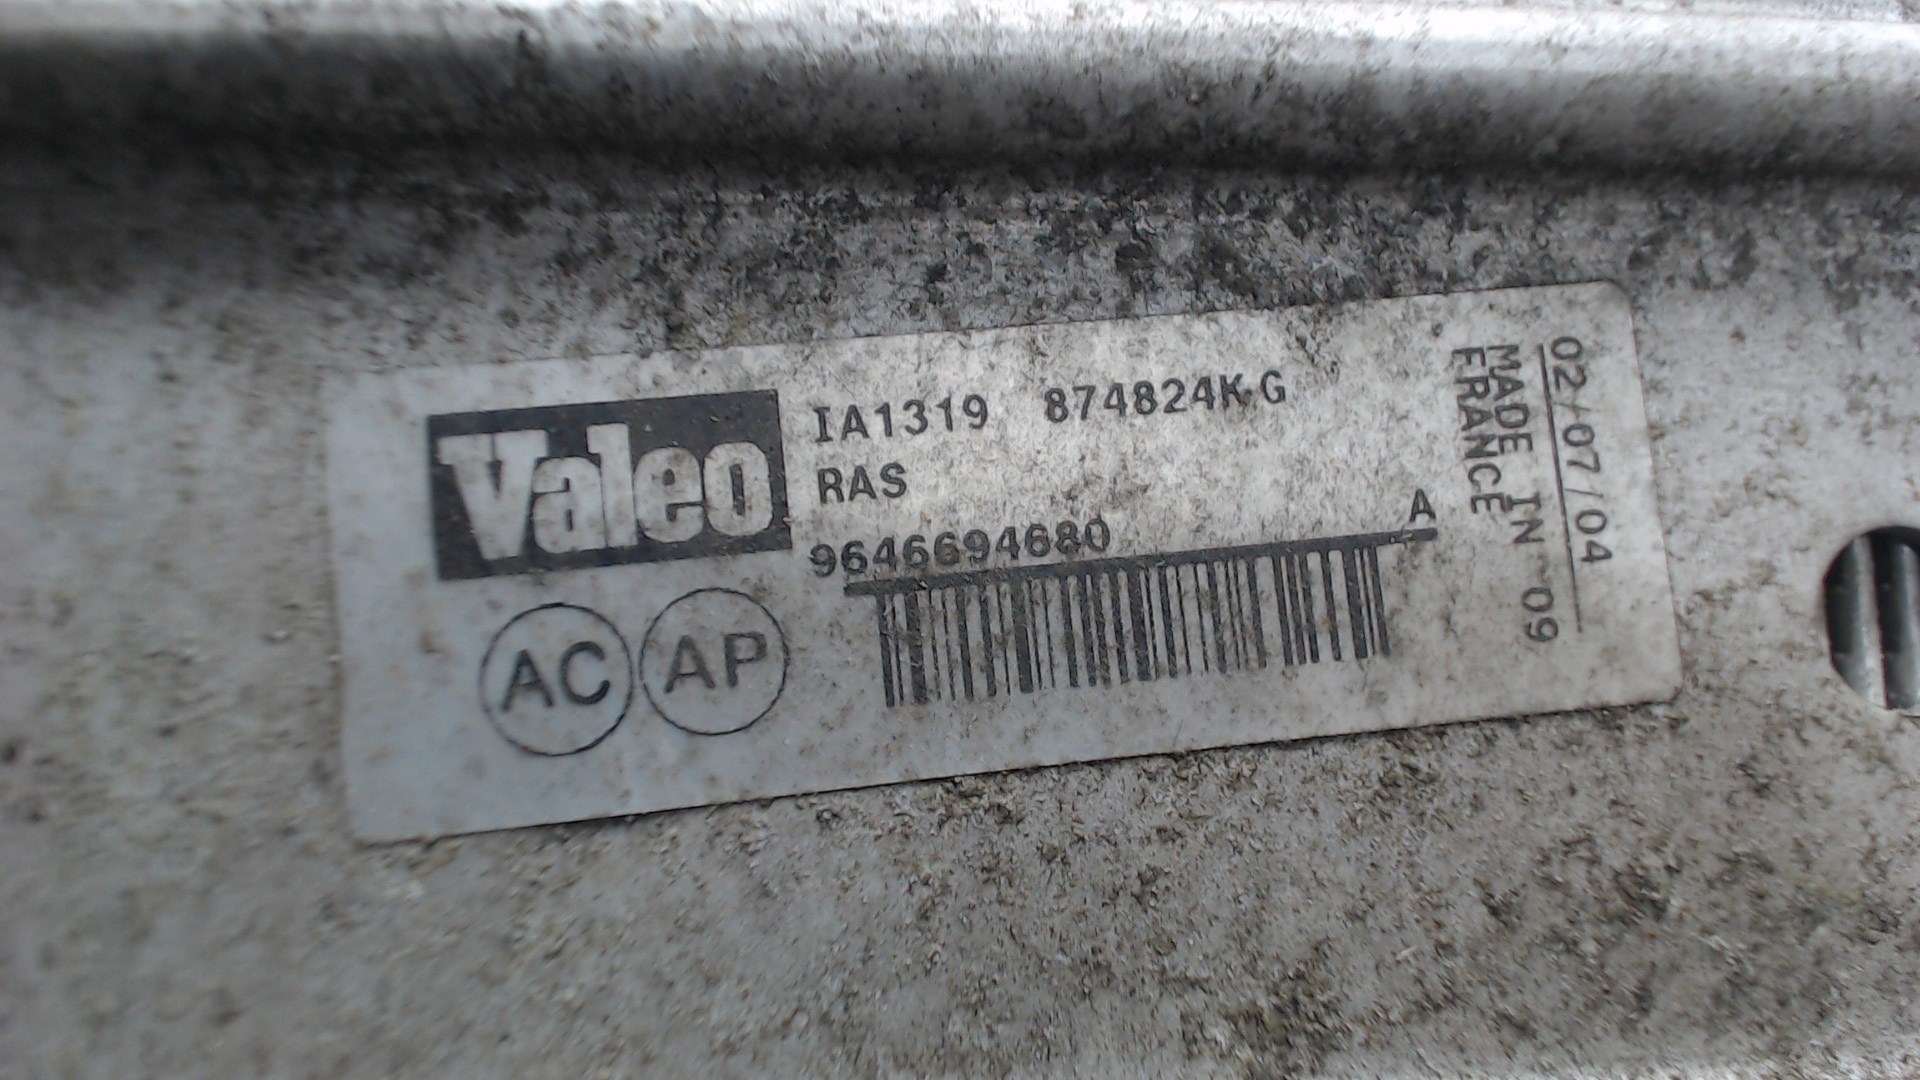 Valeo
IA1319 874824K G
RAS
9646694680
A
AC AP
02/07/04
MADE IN 09
FRANCE